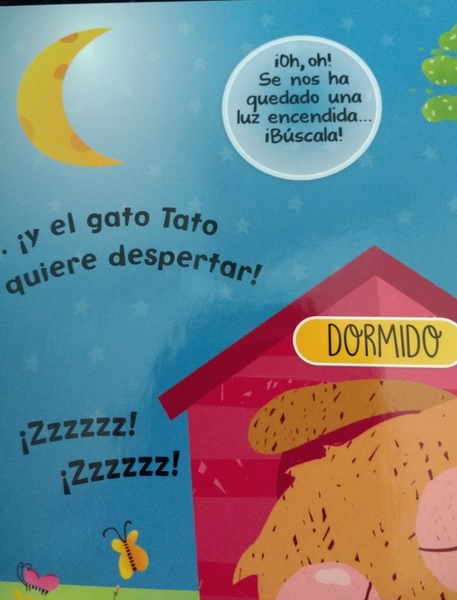 ¡Oh, oh!
Se nos ha
quedado una
luz encendida...
¡Búscala!
. ¡y el gato Tato
quiere despertar!
DORMIDO
¡Zzzzzz!
¡Zzzzzz!